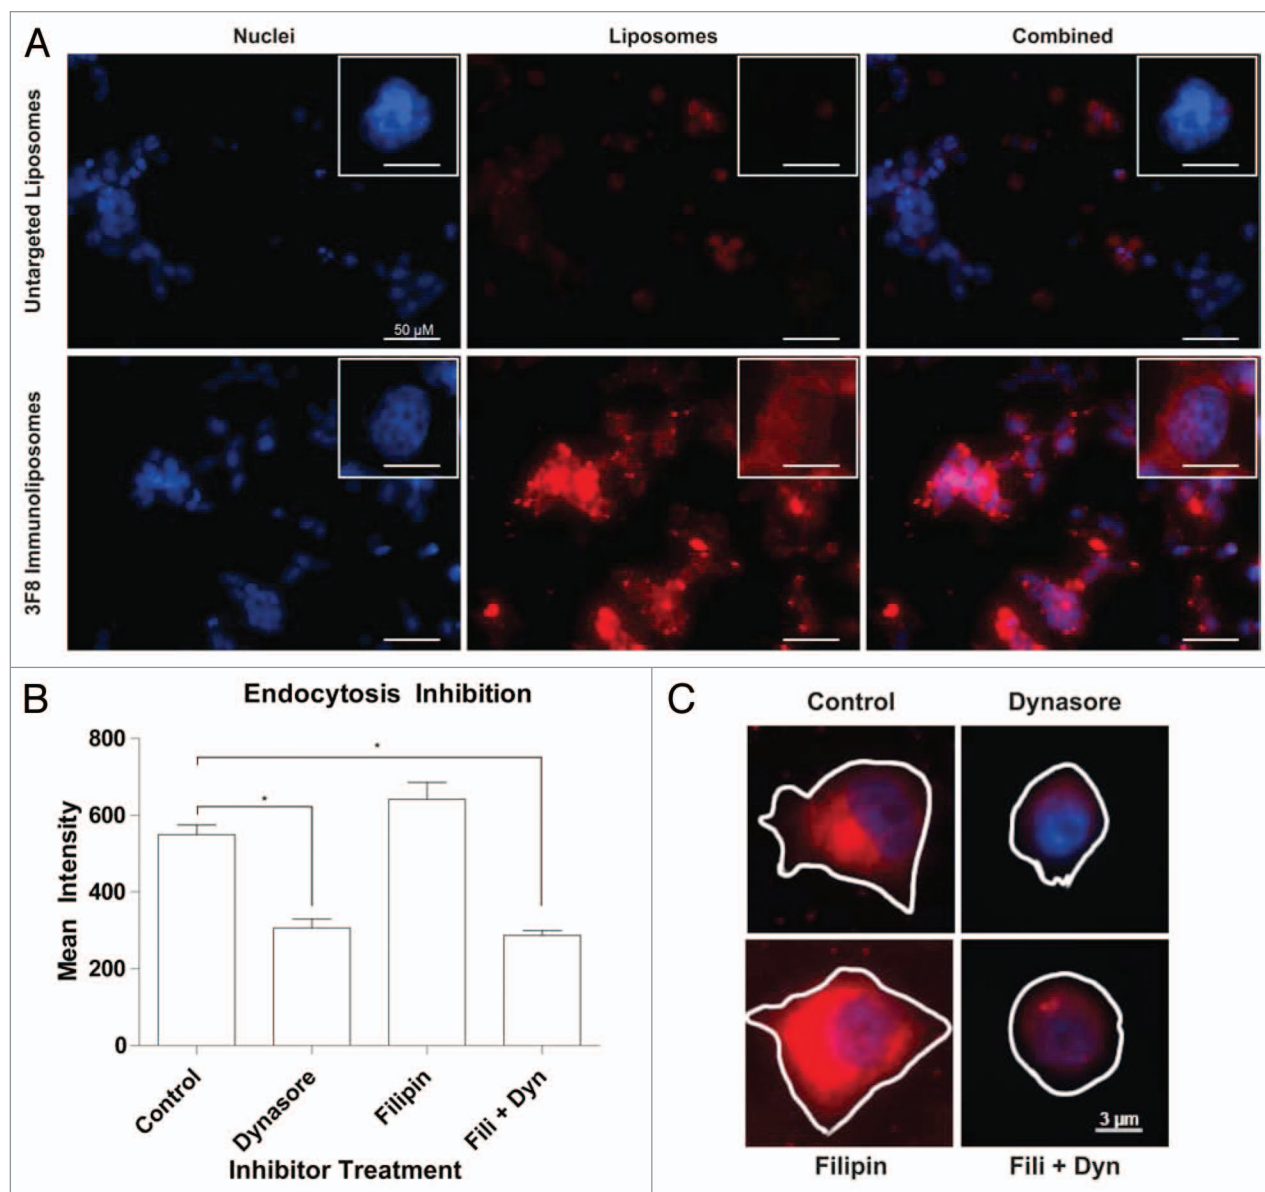 A
Nuclei
Liposomes
Combined
Untargeted Liposomes
50 µM
3F8 Immunoliposomes
B
Endocytosis Inhibition
Mean Intensity
800
600
400
200
0
*
*
Control
Dynasore
Filipin
Fili + Dyn
Inhibitor Treatment
C
Control
Dynasore
3 µm
Filipin
Fili + Dyn